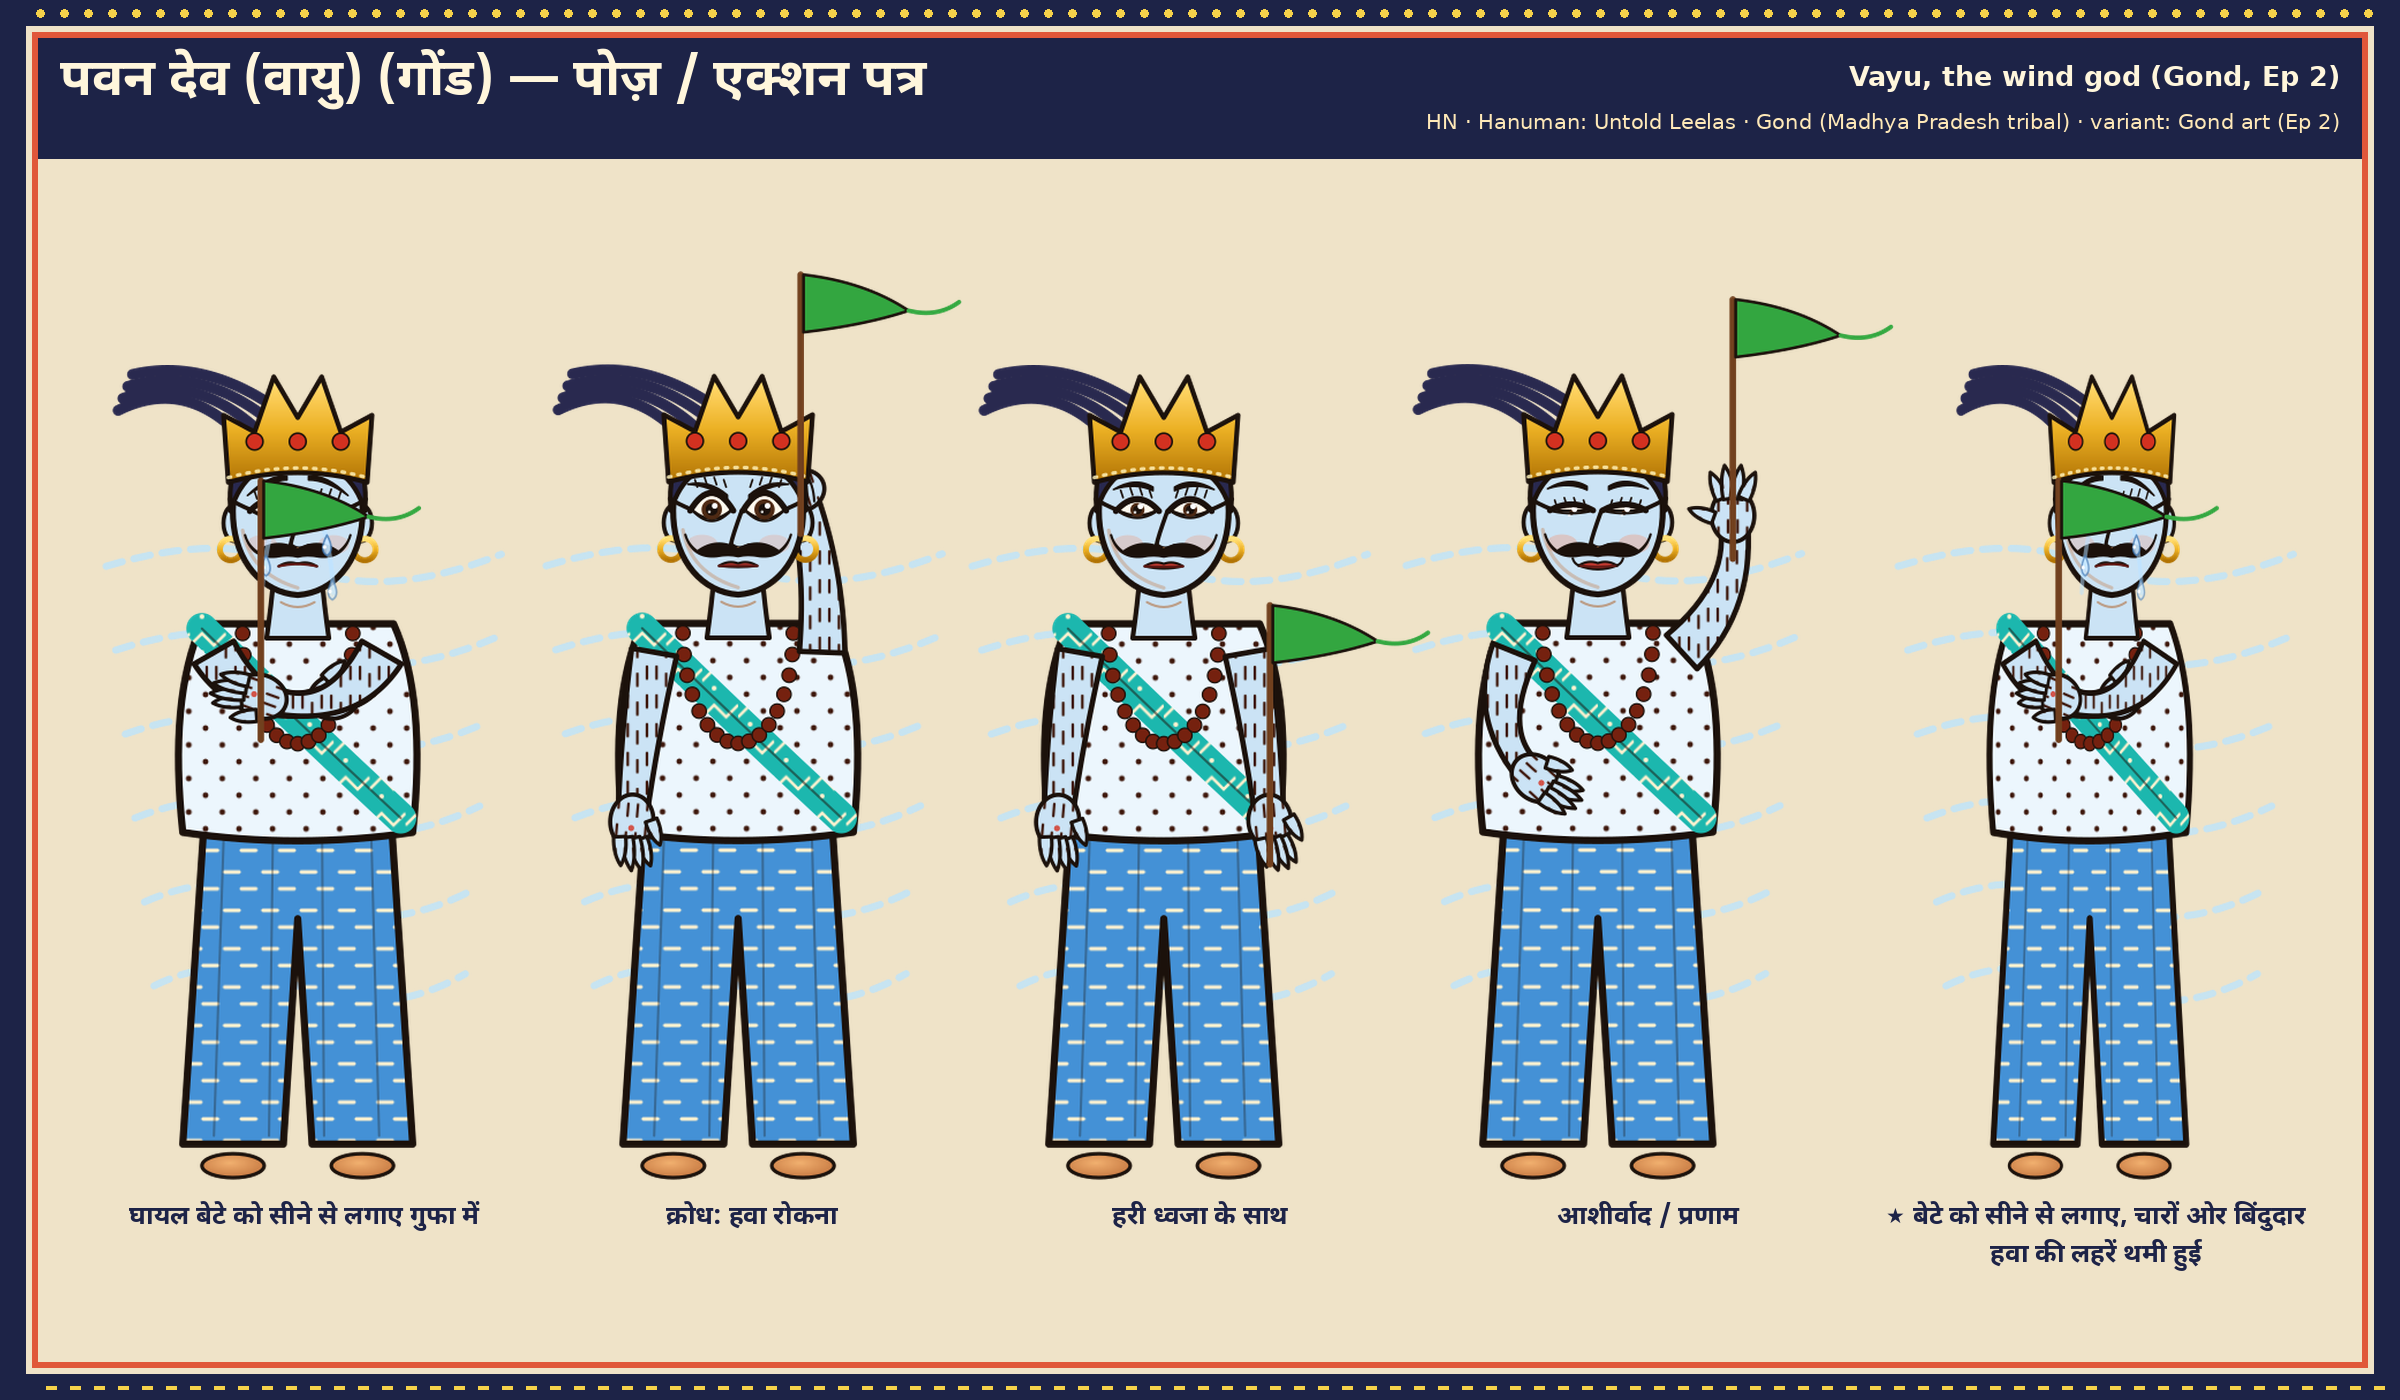 पवन देव (वायु) (गोंड) — पोज़ / एक्शन पत्र
Vayu, the wind god (Gond, Ep 2)
HN · Hanuman: Untold Leelas · Gond (Madhya Pradesh tribal) · variant: Gond art (Ep 2)
घायल बेटे को सीने से लगाए गुफा में
क्रोध: हवा रोकना
हरी ध्वजा के साथ
आशीर्वाद / प्रणाम
★ बेटे को सीने से लगाए, चारों ओर बिंदुदार
हवा की लहरें थमी हुई